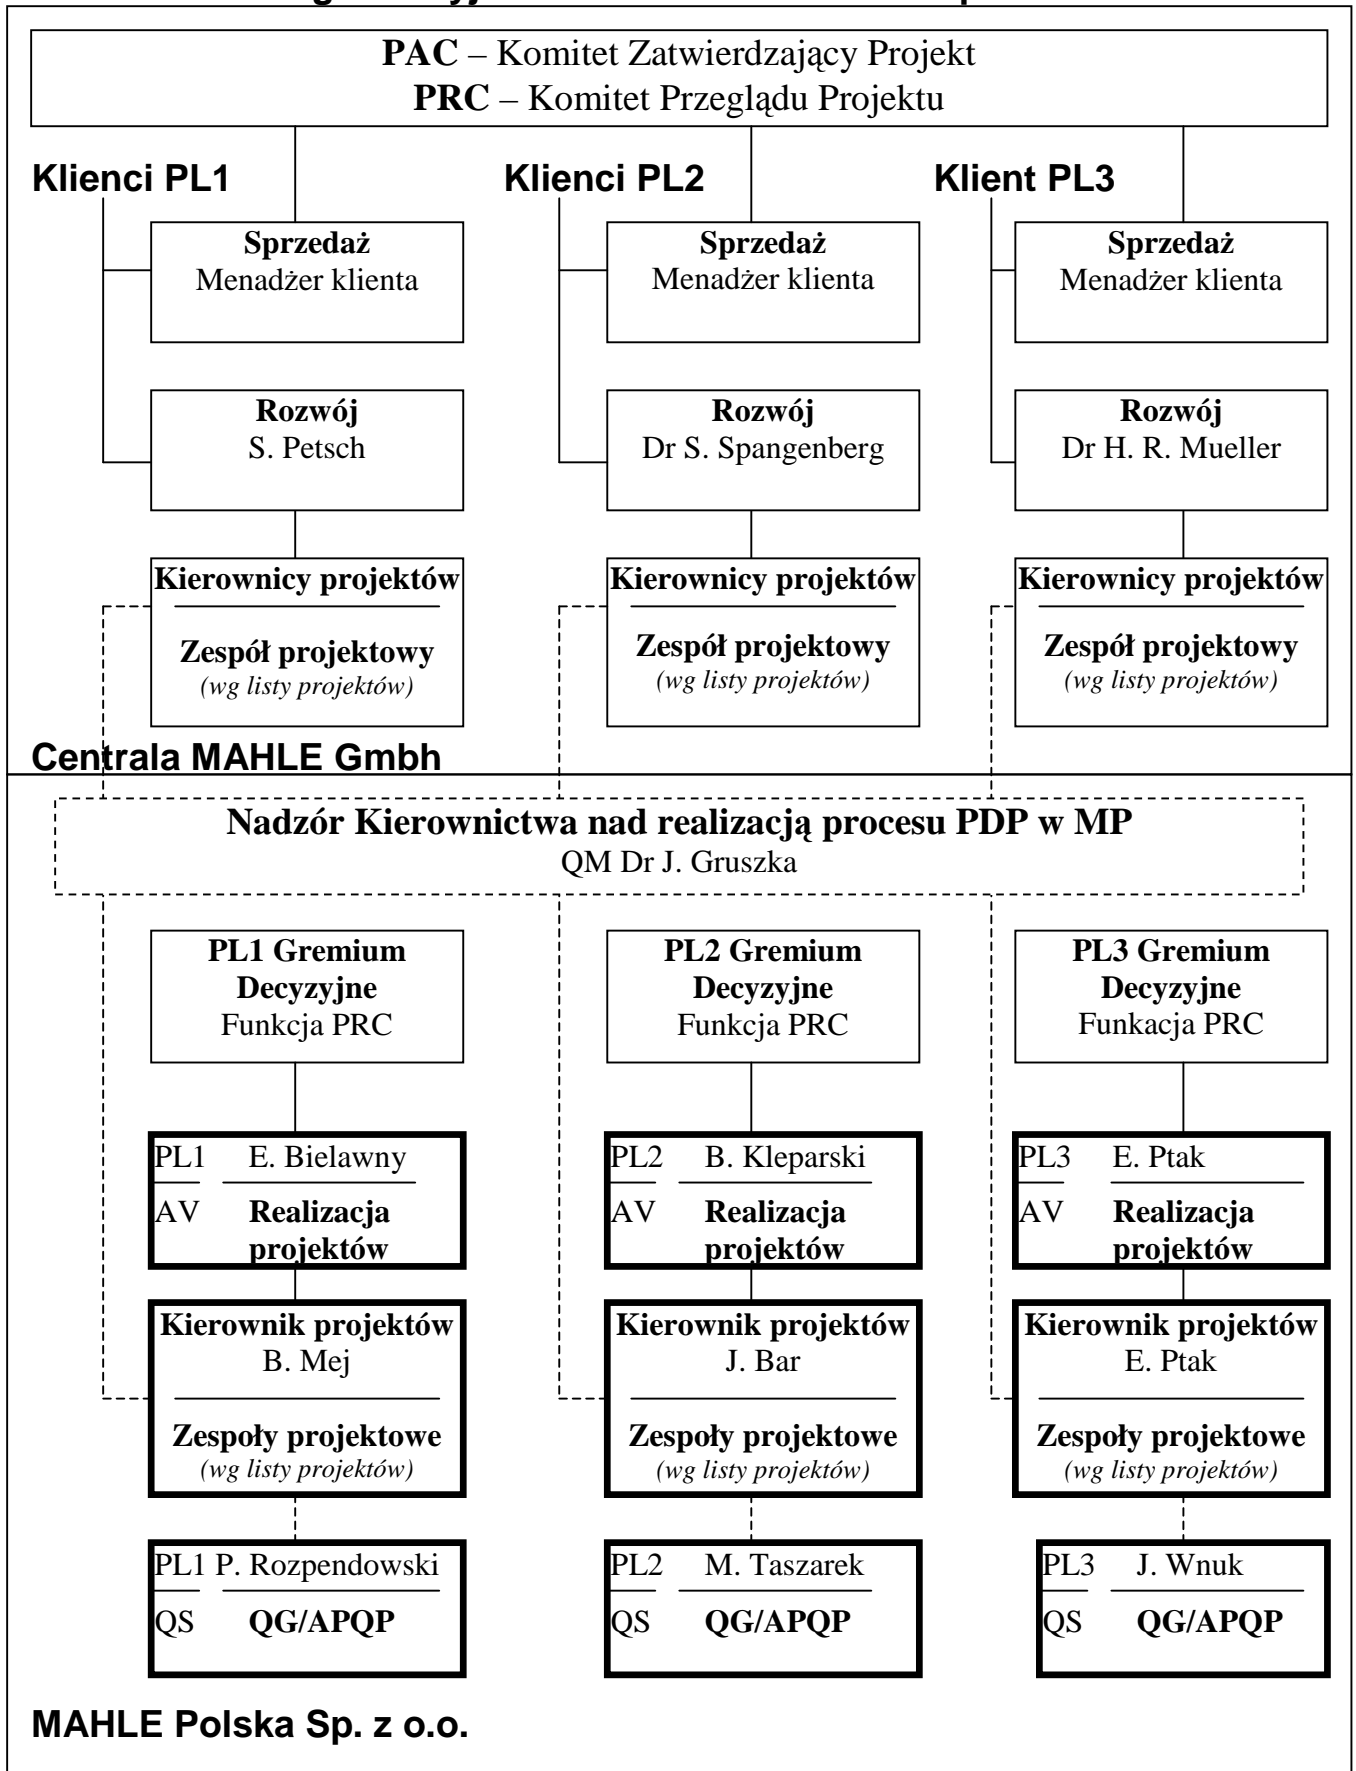 PAC – Komitet Zatwierdzający Projekt
PRC – Komitet Przeglądu Projektu
Klienci PL1
Klienci PL2
Klient PL3
Sprzedaż
Menadżer klienta
Sprzedaż
Menadżer klienta
Sprzedaż
Menadżer klienta
Rozwój
S. Petsch
Rozwój
Dr S. Spangenberg
Rozwój
Dr H. R. Mueller
Kierownicy projektów
Zespół projektowy
(wg listy projektów)
Kierownicy projektów
Zespół projektowy
(wg listy projektów)
Kierownicy projektów
Zespół projektowy
(wg listy projektów)
Centrala MAHLE Gmbh
Nadzór Kierownictwa nad realizacją procesu PDP w MP
QM Dr J. Gruszka
PL1 Gremium
Decyzyjne
Funkcja PRC
PL2 Gremium
Decyzyjne
Funkcja PRC
PL3 Gremium
Decyzyjne
Funkacja PRC
PL1 E. Bielawny
AV Realizacja
projektów
PL2 B. Kleparski
AV Realizacja
projektów
PL3 E. Ptak
AV Realizacja
projektów
Kierownik projektów
B. Mej
Zespoły projektowe
(wg listy projektów)
Kierownik projektów
J. Bar
Zespoły projektowe
(wg listy projektów)
Kierownik projektów
E. Ptak
Zespoły projektowe
(wg listy projektów)
PL1 P. Rozpendowski
QS QG/APQP
PL2 M. Taszarek
QS QG/APQP
PL3 J. Wnuk
QS QG/APQP
MAHLE Polska Sp. z o.o.